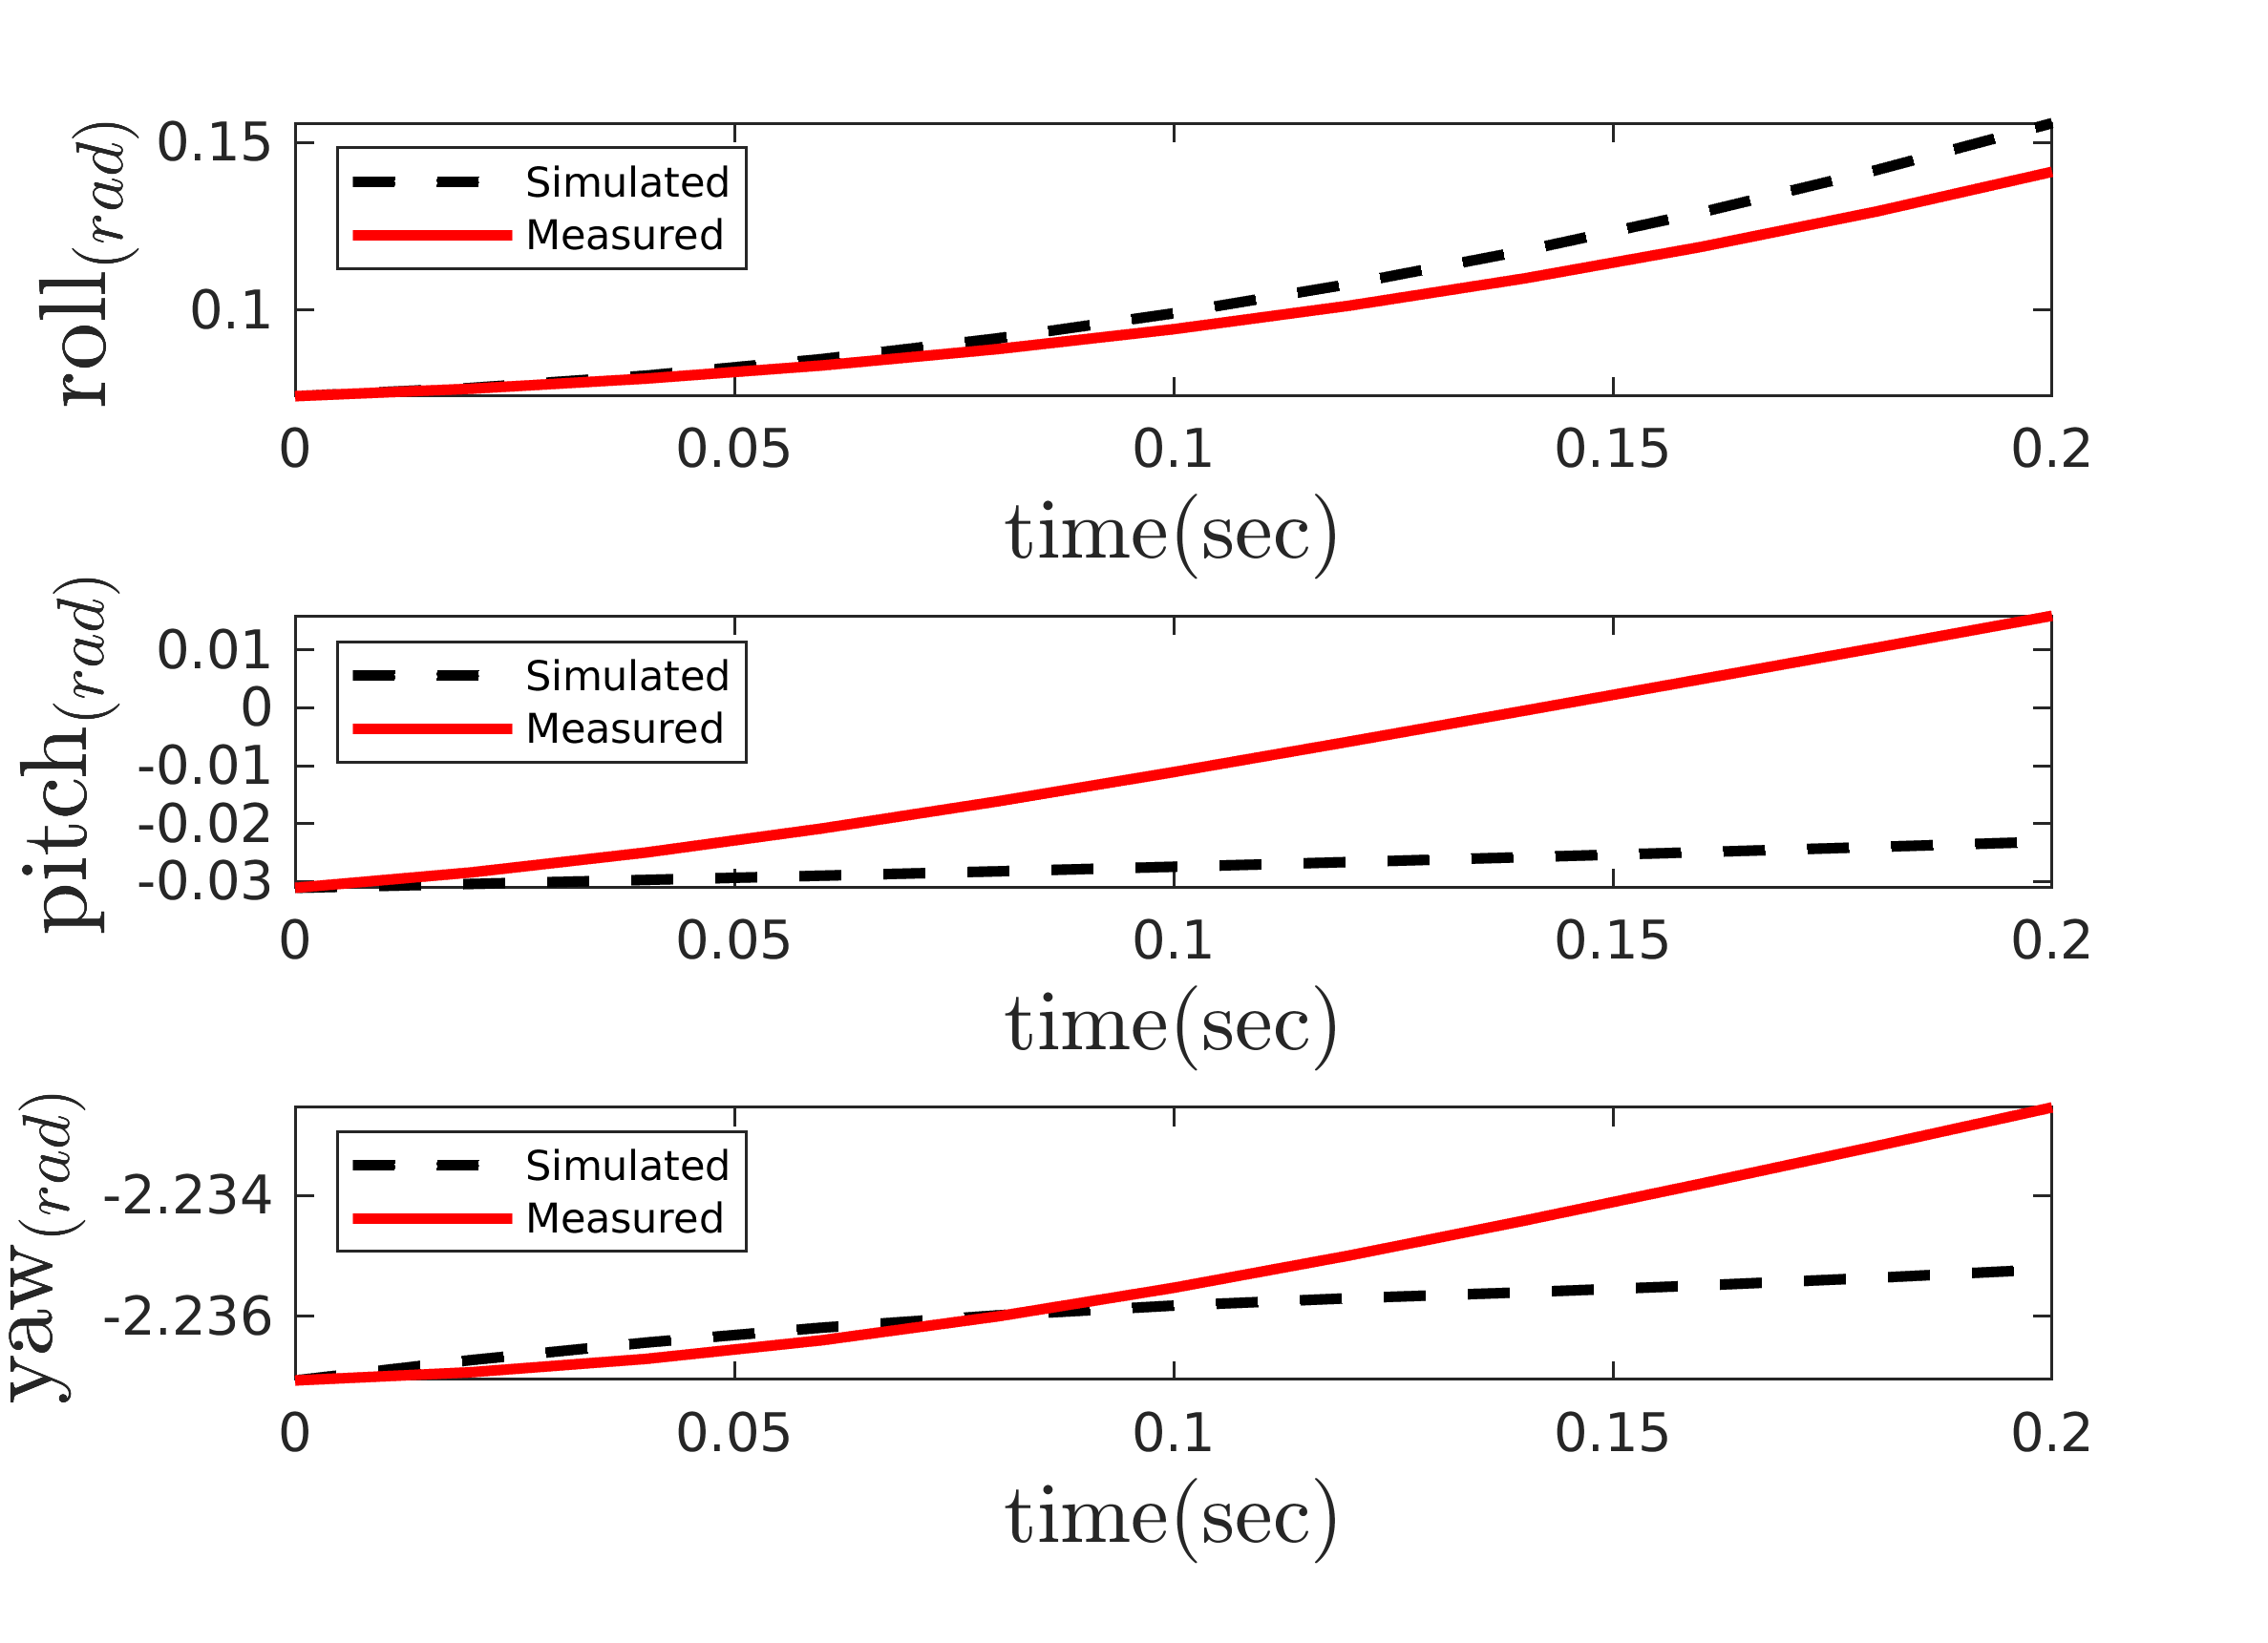 roll(rad)
0.15
0.1
Simulated
Measured
0 0.05 0.1 0.15 0.2
time(sec)
pitch(rad)
0.01
0
-0.01
-0.02
-0.03
Simulated
Measured
0 0.05 0.1 0.15 0.2
time(sec)
yaw(rad)
-2.234
-2.236
Simulated
Measured
0 0.05 0.1 0.15 0.2
time(sec)